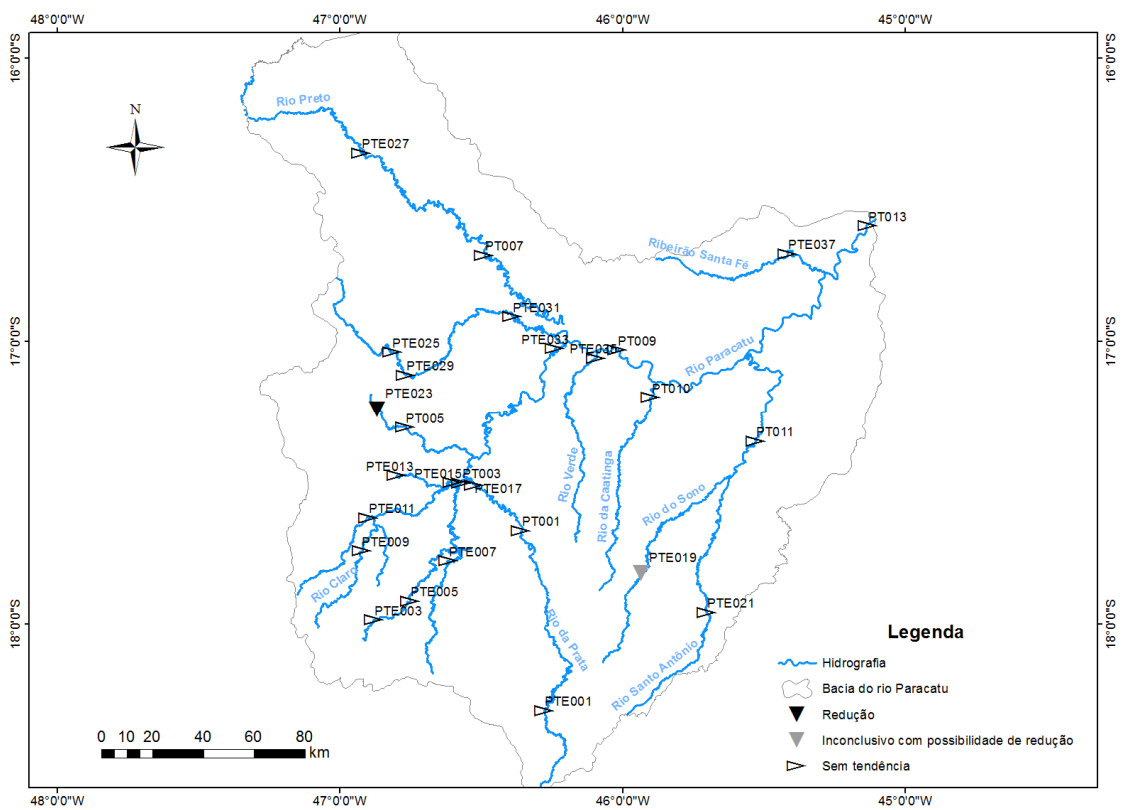 48°0'0"W
47°0'0"W
46°0'0"W
45°0'0"W
16°0'0"S
16°0'0"S
Rio Preto
N
PTE027
PT013
PT007
Ribeirão Santa Fé
PTE037
PTE031
17°0'0"S
17°0'0"S
PTE025
PTE033
PT009
PTE029
Rio Paracatu
PTE023
PT010
PT005
PT011
PTE013
PTE015
PT003
PTE017
Rio Verde
Rio da Caatinga
Rio do Sono
PTE011
PT001
PTE009
PTE007
PTE019
Rio Claro
PTE005
PTE003
PTE021
18°0'0"S
18°0'0"S
Rio da Prata
Rio Santo Antônio
PTE001
Legenda
Hidrografia
Bacia do rio Paracatu
Redução
Inconclusivo com possibilidade de redução
Sem tendência
0 10 20 40 60 80
km
48°0'0"W
47°0'0"W
46°0'0"W
45°0'0"W